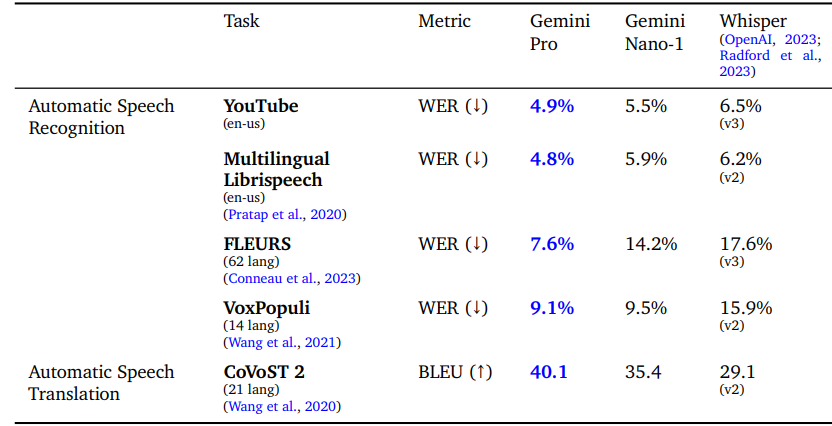 Task Metric Gemini Pro Gemini Nano-1 Whisper (OpenAI, 2023; Radford et al., 2023)
Automatic Speech Recognition YouTube (en-us) WER (↓) 4.9% 5.5% 6.5% (v3)
Multilingual Librispeech (en-us) (Pratap et al., 2020) WER (↓) 4.8% 5.9% 6.2% (v2)
FLEURS (62 lang) (Conneau et al., 2023) WER (↓) 7.6% 14.2% 17.6% (v3)
VoxPopuli (14 lang) (Wang et al., 2021) WER (↓) 9.1% 9.5% 15.9% (v2)
Automatic Speech Translation CoVoST 2 (21 lang) (Wang et al., 2020) BLEU (↑) 40.1 35.4 29.1 (v2)